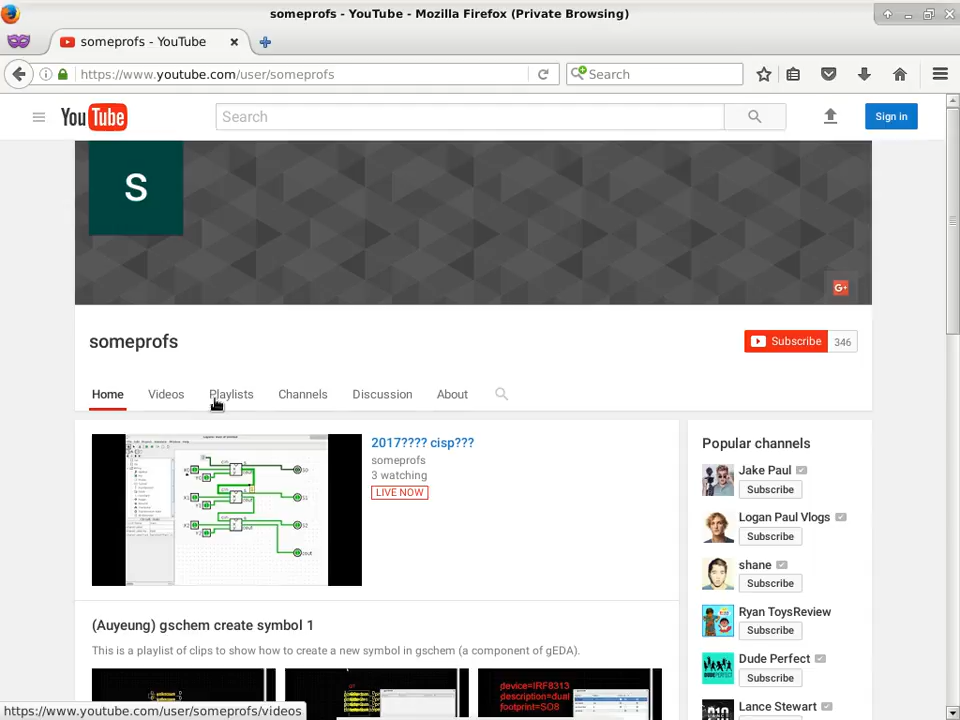 someprofs - YouTube - Mozilla Firefox (Private Browsing)
someprofs - YouTube
https://www.youtube.com/user/someprofs
Search
YouTube
Search
Sign in
S
G+
someprofs
Subscribe 346
Home Videos Playlists Channels Discussion About
2017???? cisp???
someprofs
3 watching
LIVE NOW
Popular channels
Jake Paul
Subscribe
Logan Paul Vlogs
Subscribe
shane
Subscribe
Ryan ToysReview
Subscribe
Dude Perfect
Subscribe
Lance Stewart
(Auyeung) gschem create symbol 1
This is a playlist of clips to show how to create a new symbol in gschem (a component of gEDA).
device=IRF8313
description=dual
footprint=SO8
https://www.youtube.com/user/someprofs/videos